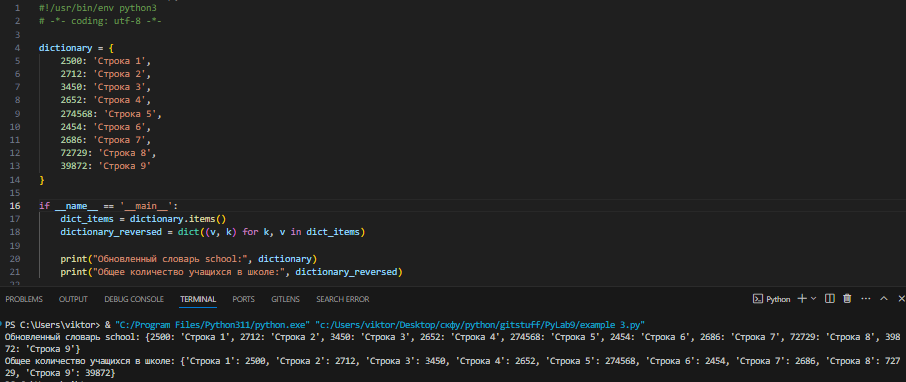 1 #!/usr/bin/env python3
2 # -*- coding: utf-8 -*-
3
4 dictionary = {
5 2500: 'Строка 1',
6 2712: 'Строка 2',
7 3450: 'Строка 3',
8 2652: 'Строка 4',
9 274568: 'Строка 5',
10 2454: 'Строка 6',
11 2686: 'Строка 7',
12 72729: 'Строка 8',
13 39872: 'Строка 9'
14 }
15
16 if __name__ == '__main__':
17 dict_items = dictionary.items()
18 dictionary_reversed = dict((v, k) for k, v in dict_items)
19
20 print("Обновленный словарь school:", dictionary)
21 print("Общее количество учащихся в школе:", dictionary_reversed)
PROBLEMS OUTPUT DEBUG CONSOLE TERMINAL PORTS GITLENS SEARCH ERROR Python
PS C:\Users\viktor> & "C:/Program Files/Python311/python.exe" "c:/Users/viktor/Desktop/скфу/python/gitstuff/PyLab9/example 3.py"
Обновленный словарь school: {2500: 'Строка 1', 2712: 'Строка 2', 3450: 'Строка 3', 2652: 'Строка 4', 274568: 'Строка 5', 2454: 'Строка 6', 2686: 'Строка 7', 72729: 'Строка 8', 398
72: 'Строка 9'}
Общее количество учащихся в школе: {'Строка 1': 2500, 'Строка 2': 2712, 'Строка 3': 3450, 'Строка 4': 2652, 'Строка 5': 274568, 'Строка 6': 2454, 'Строка 7': 2686, 'Строка 8': 727
29, 'Строка 9': 39872}